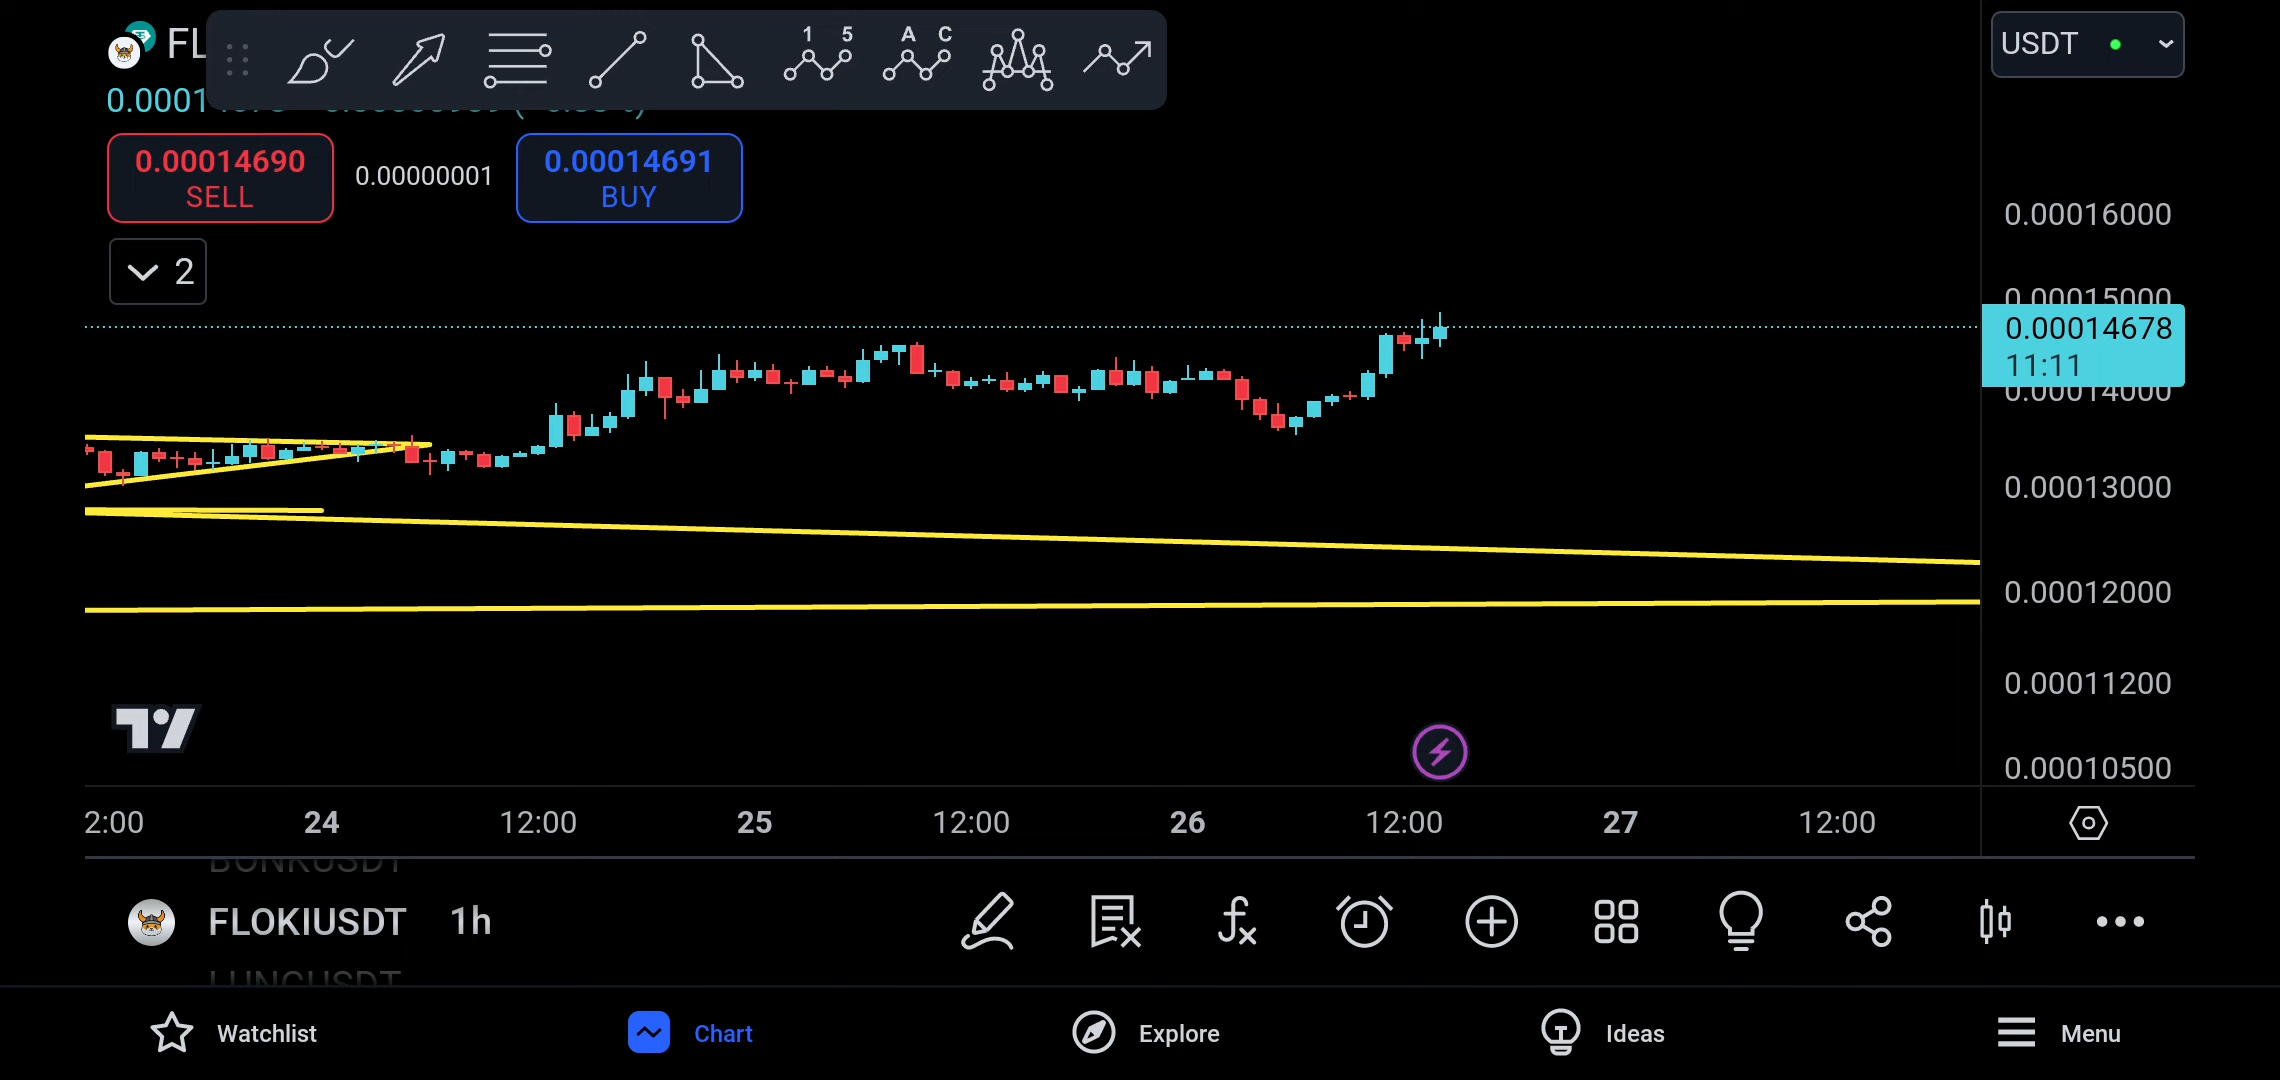 FL
1 5
A C
USDT
0.0001
0.00014690
SELL
0.00000001
0.00014691
BUY
2
0.00016000
0.00015000
0.00014678
11:11
0.00014000
0.00013000
0.00012000
0.00011200
0.00010500
2:00 24 12:00 25 12:00 26 12:00 27 12:00
BONKUSDT
FLOKIUSDT 1h
LUNCUSDT
Watchlist
Chart
Explore
Ideas
Menu